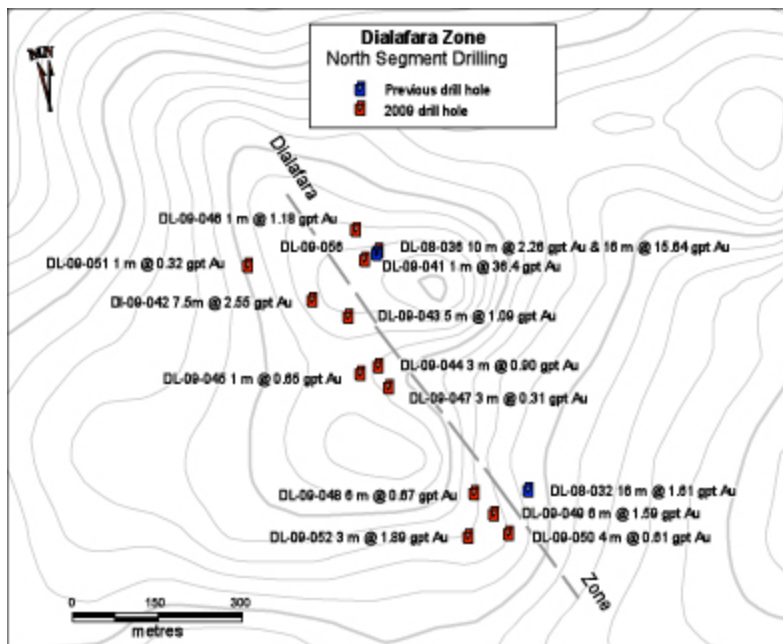 Dialafara Zone
North Segment Drilling
Previous drill hole
2009 drill hole
MN
Dialafara
DL-09-046 1 m @ 1.18 gpt Au
DL-09-056
DL-08-036 10 m @ 2.26 gpt Au & 16 m @ 15.64 gpt Au
DL-09-051 1 m @ 0.32 gpt Au
DL-09-041 1 m @ 36.4 gpt Au
Dl-09-042 7.5m @ 2.55 gpt Au
DL-09-043 5 m @ 1.09 gpt Au
DL-09-044 3 m @ 0.90 gpt Au
DL-09-045 1 m @ 0.65 gpt Au
DL-09-047 3 m @ 0.31 gpt Au
DL-09-048 6 m @ 0.67 gpt Au
DL-08-032 16 m @ 1.61 gpt Au
DL-09-049 6 m @ 1.59 gpt Au
DL-09-052 3 m @ 1.89 gpt Au
DL-09-050 4 m @ 0.61 gpt Au
Zone
0 150 300
metres